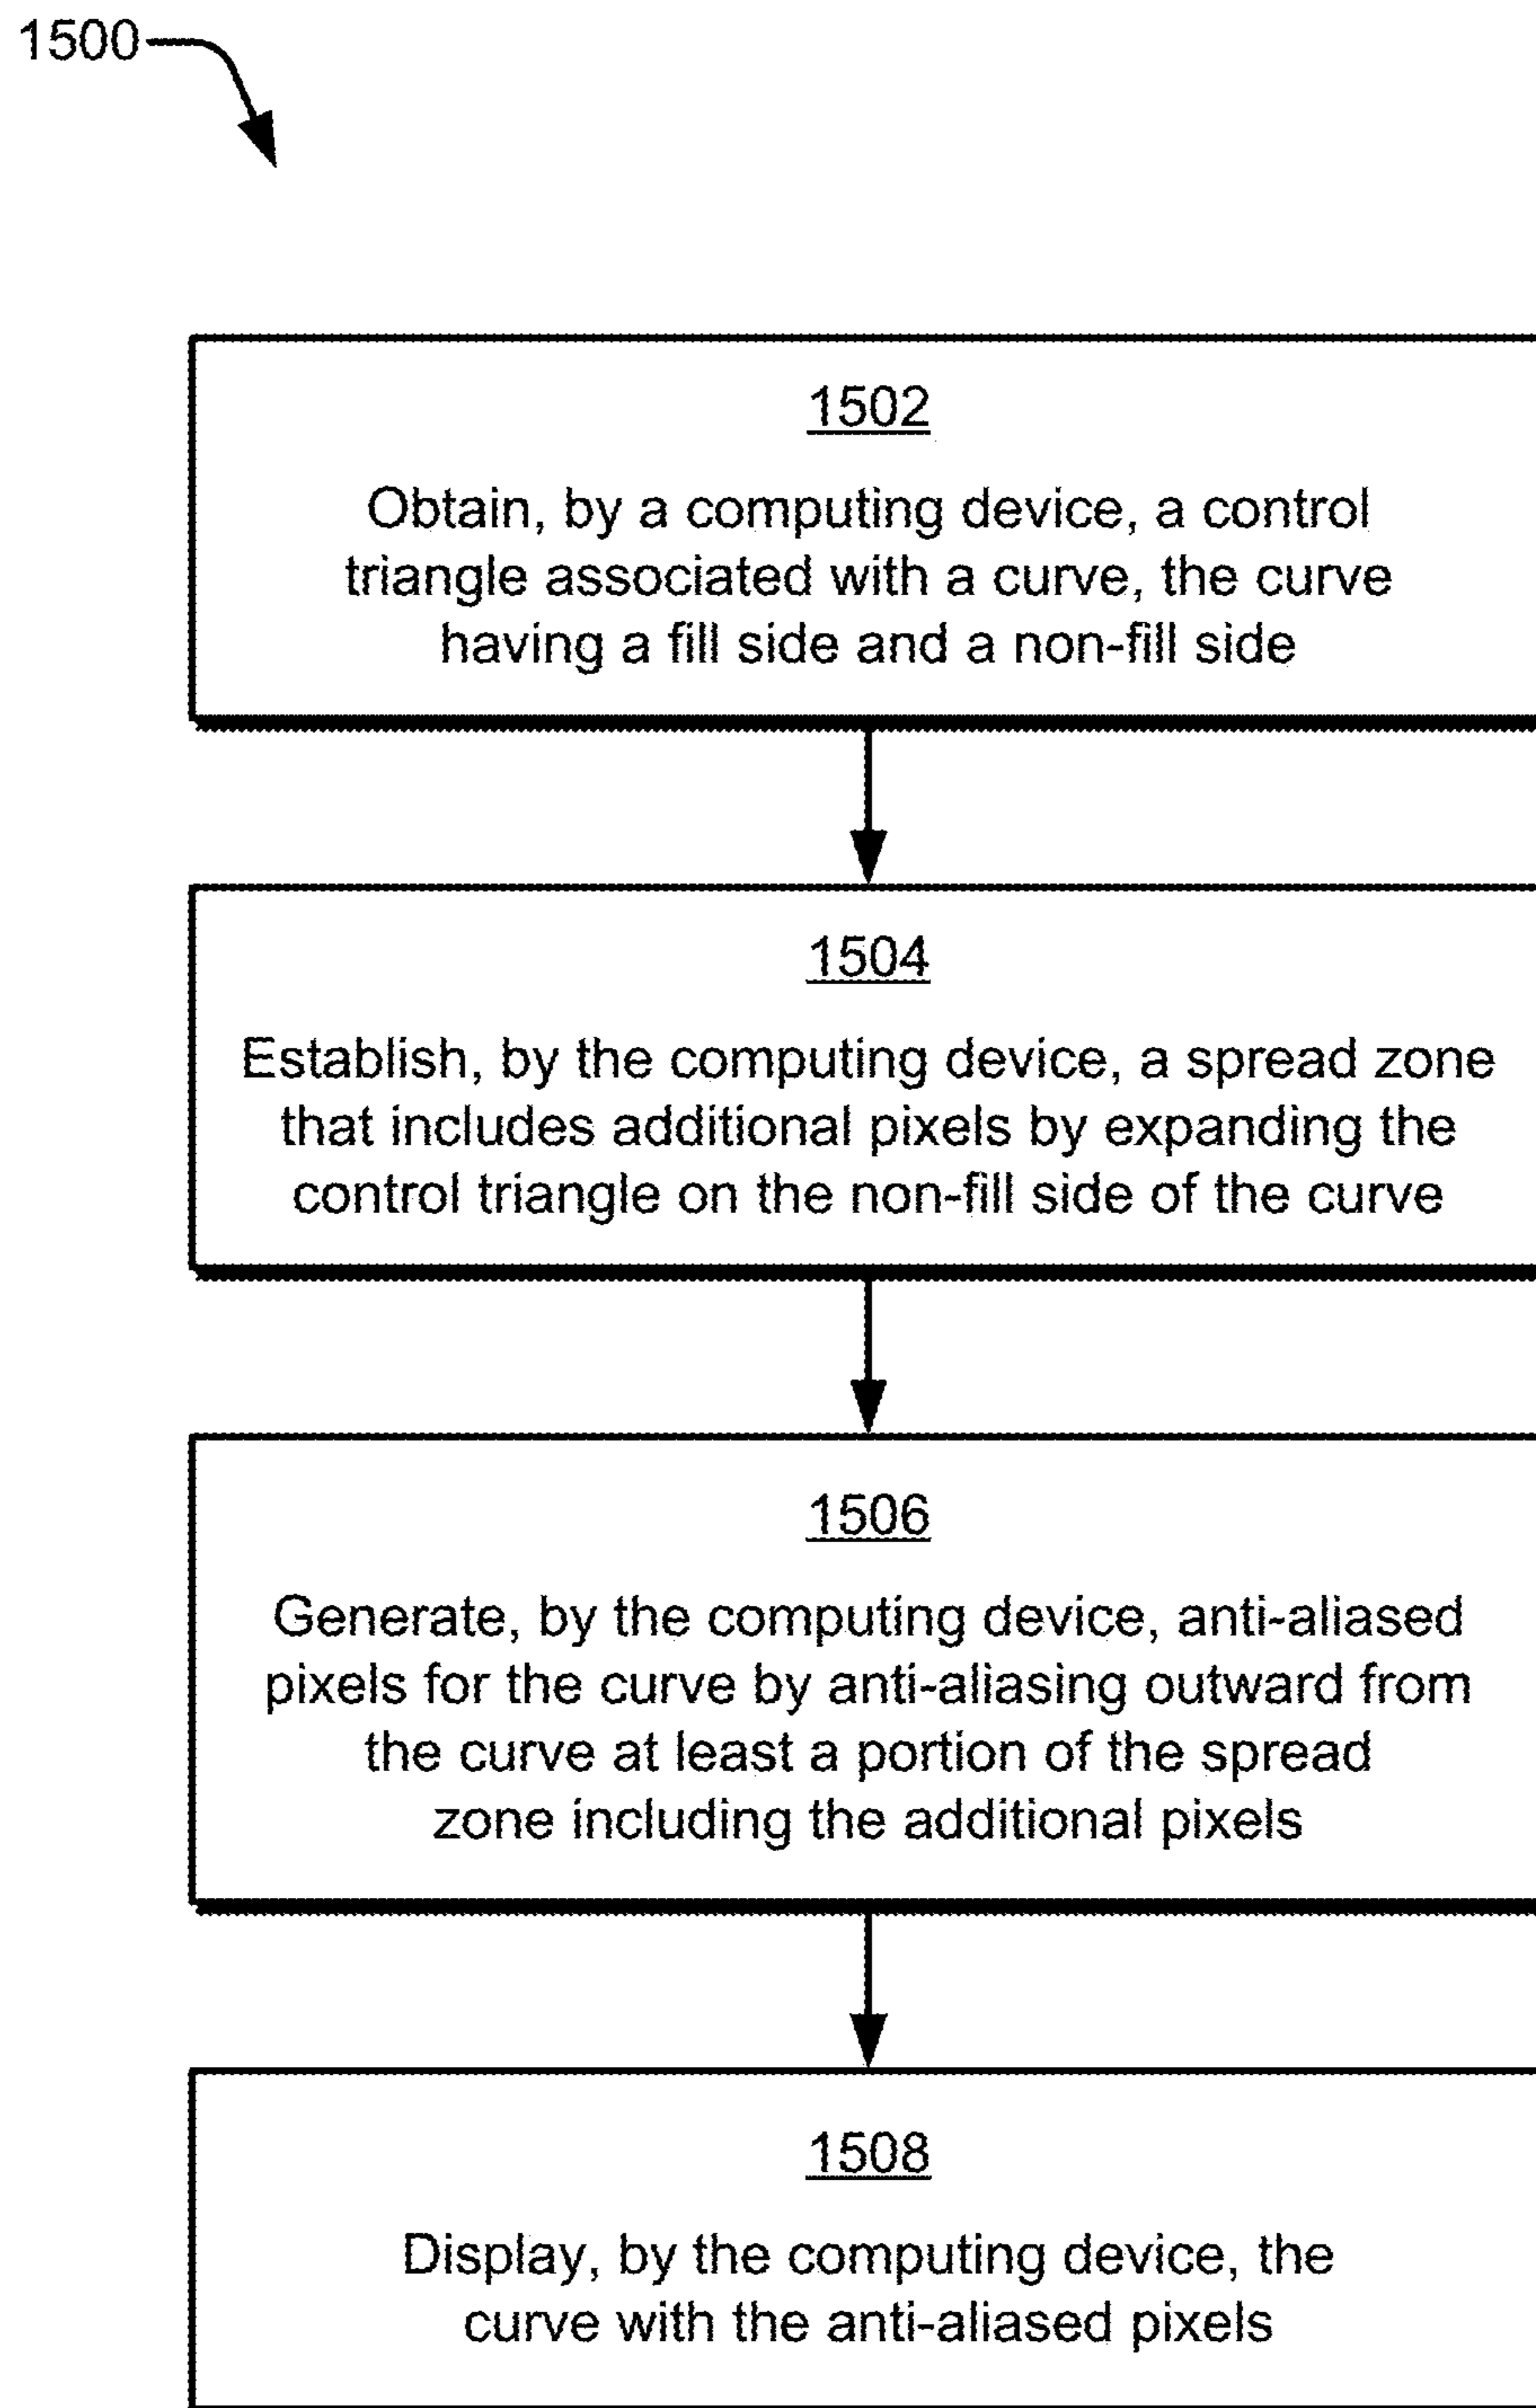 1500
1502
Obtain, by a computing device, a control
triangle associated with a curve, the curve
having a fill side and a non-fill side
1504
Establish, by the computing device, a spread zone
that includes additional pixels by expanding the
control triangle on the non-fill side of the curve
1506
Generate, by the computing device, anti-aliased
pixels for the curve by anti-aliasing outward from
the curve at least a portion of the spread
zone including the additional pixels
1508
Display, by the computing device, the
curve with the anti-aliased pixels